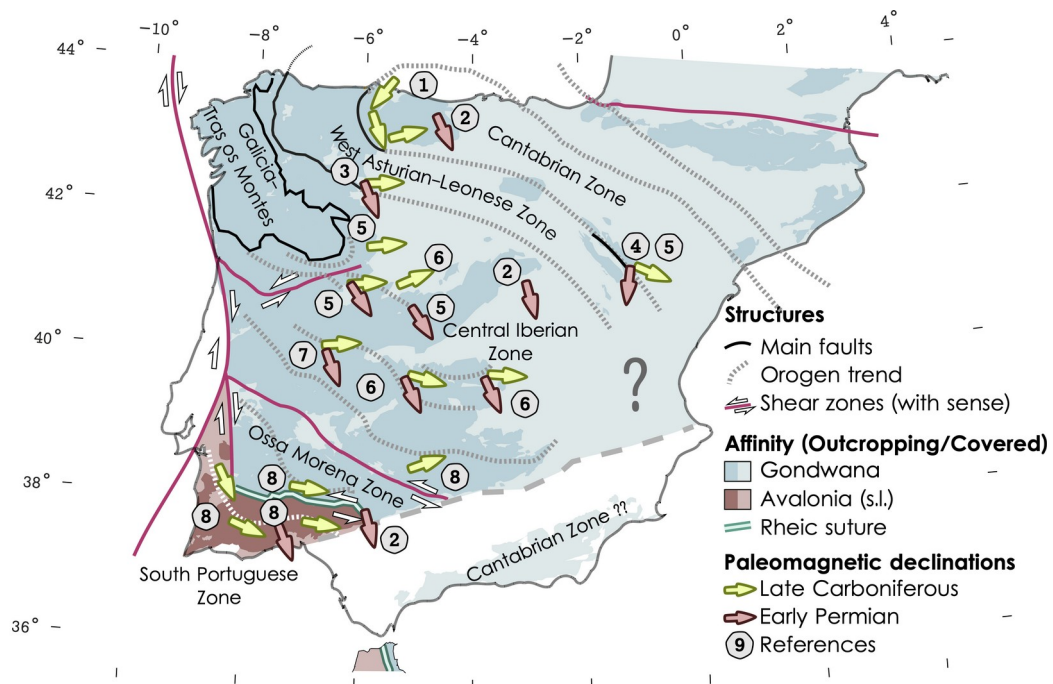 −10° −8° −6° −4° −2° 0° 2° 4°
44°
42°
40°
38°
36°
1
2
3
4
5
5
6
2
5
5
7
6
6
8
8
8
8
2
Galicia–
Tras os Montes
West Asturian–Leonese Zone
Cantabrian Zone
Central Iberian
Zone
?
Ossa Morena Zone
Cantabrian Zone ??
South Portuguese
Zone
Structures
Main faults
Orogen trend
Shear zones (with sense)
Affinity (Outcropping/Covered)
Gondwana
Avalonia (s.l.)
Rheic suture
Paleomagnetic declinations
Late Carboniferous
Early Permian
9 References